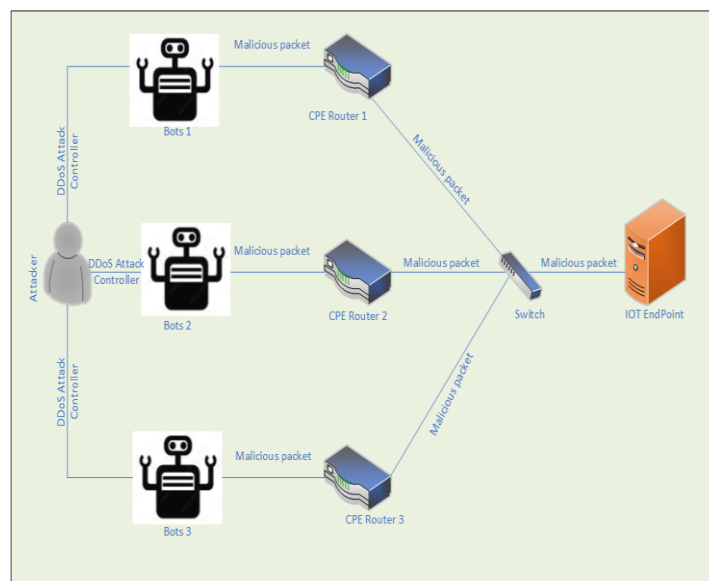 Malicious packet
Bots 1
CPE Router 1
DDoS Attack
Controller
Malicious packet
Attacker
DDoS Attack
Controller
Malicious packet
Bots 2
CPE Router 2
Malicious packet
Switch
Malicious packet
IOT EndPoint
DDoS Attack
Controller
Malicious packet
Malicious packet
Bots 3
CPE Router 3